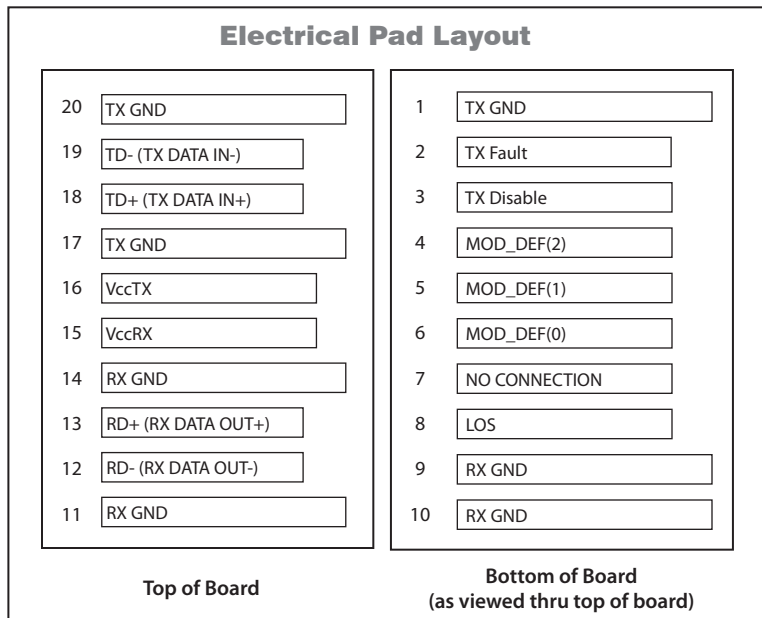 Electrical Pad Layout
20 TX GND
19 TD- (TX DATA IN-)
18 TD+ (TX DATA IN+)
17 TX GND
16 VccTX
15 VccRX
14 RX GND
13 RD+ (RX DATA OUT+)
12 RD- (RX DATA OUT-)
11 RX GND
Top of Board
1 TX GND
2 TX Fault
3 TX Disable
4 MOD_DEF(2)
5 MOD_DEF(1)
6 MOD_DEF(0)
7 NO CONNECTION
8 LOS
9 RX GND
10 RX GND
Bottom of Board
(as viewed thru top of board)